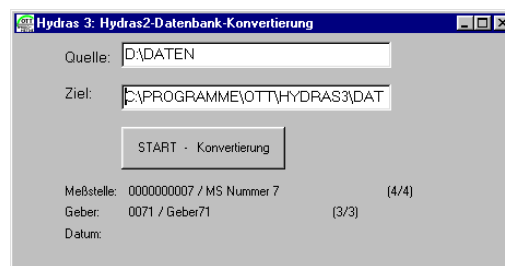 Hydras 3: Hydras2-Datenbank-Konvertierung
Quelle: D:\DATEN
Ziel: C:\PROGRAMME\OTT\HYDRAS3\DAT
START - Konvertierung
Meßstelle: 0000000007 / MS Nummer 7 (4/4)
Geber: 0071 / Geber71 (3/3)
Datum: